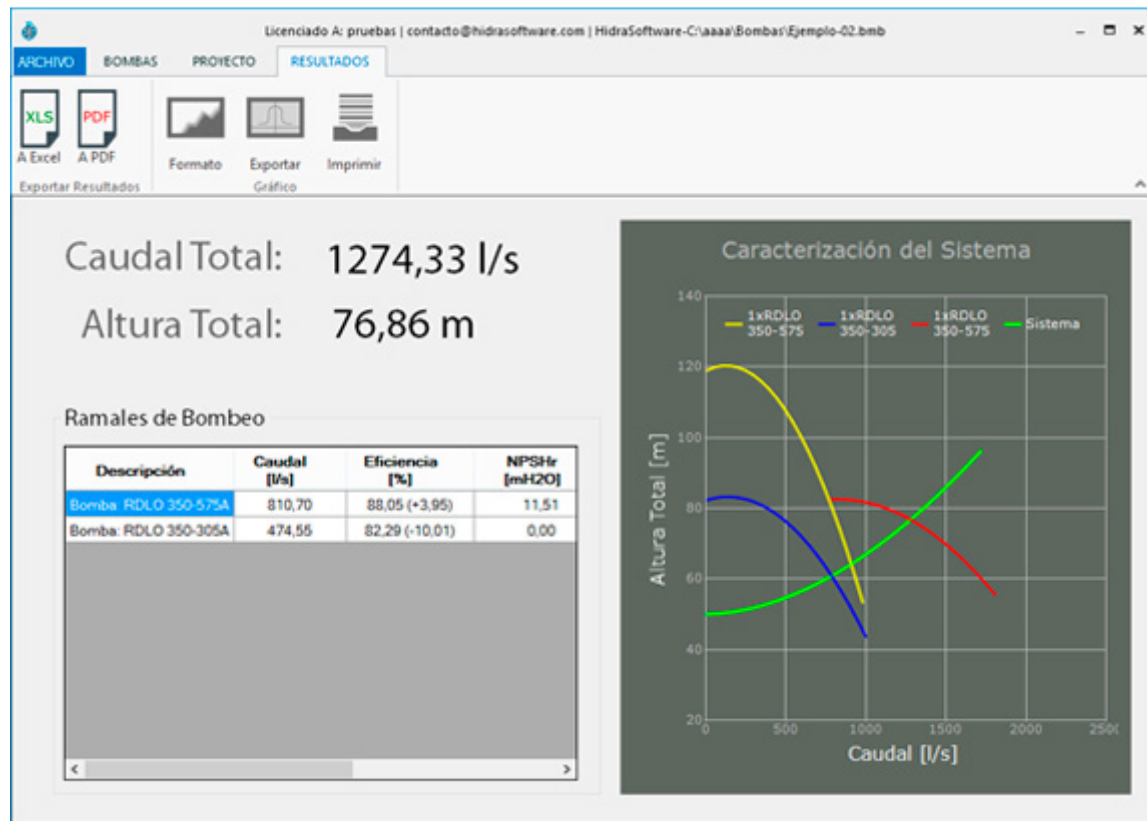 Licenciado A: pruebas | contacto@hidrasoftware.com | HidraSoftware-C:\aaaa\Bombas\Ejemplo-02.bmb
ARCHIVO BOMBAS PROYECTO RESULTADOS
XLS PDF
A Excel A PDF Formato Exportar Imprimir
Exportar Resultados Gráfico
Caudal Total: 1274,33 l/s
Altura Total: 76,86 m
Ramales de Bombeo
Descripción Caudal [l/s] Eficiencia [%] NPSHr [mH2O]
Bomba: RDLO 350-575A 810,70 88,05 (+3,95) 11,51
Bomba: RDLO 350-305A 474,55 82,29 (-10,01) 0,00
Caracterización del Sistema
140
1xRDLO 350-575 1xRDLO 350-305 1xRDLO 350-575 Sistema
120
100
80
60
40
20
Altura Total [m]
0 500 1000 1500 2000 2500
Caudal [l/s]